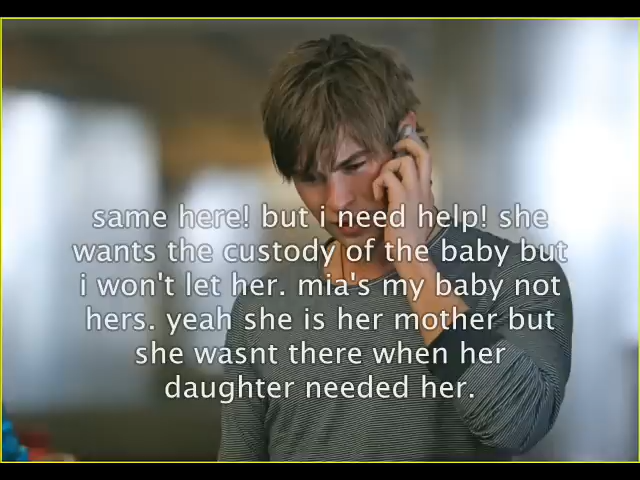 same here! but i need help! she
wants the custody of the baby but
i won't let her. mia's my baby not
hers. yeah she is her mother but
she wasnt there when her
daughter needed her.